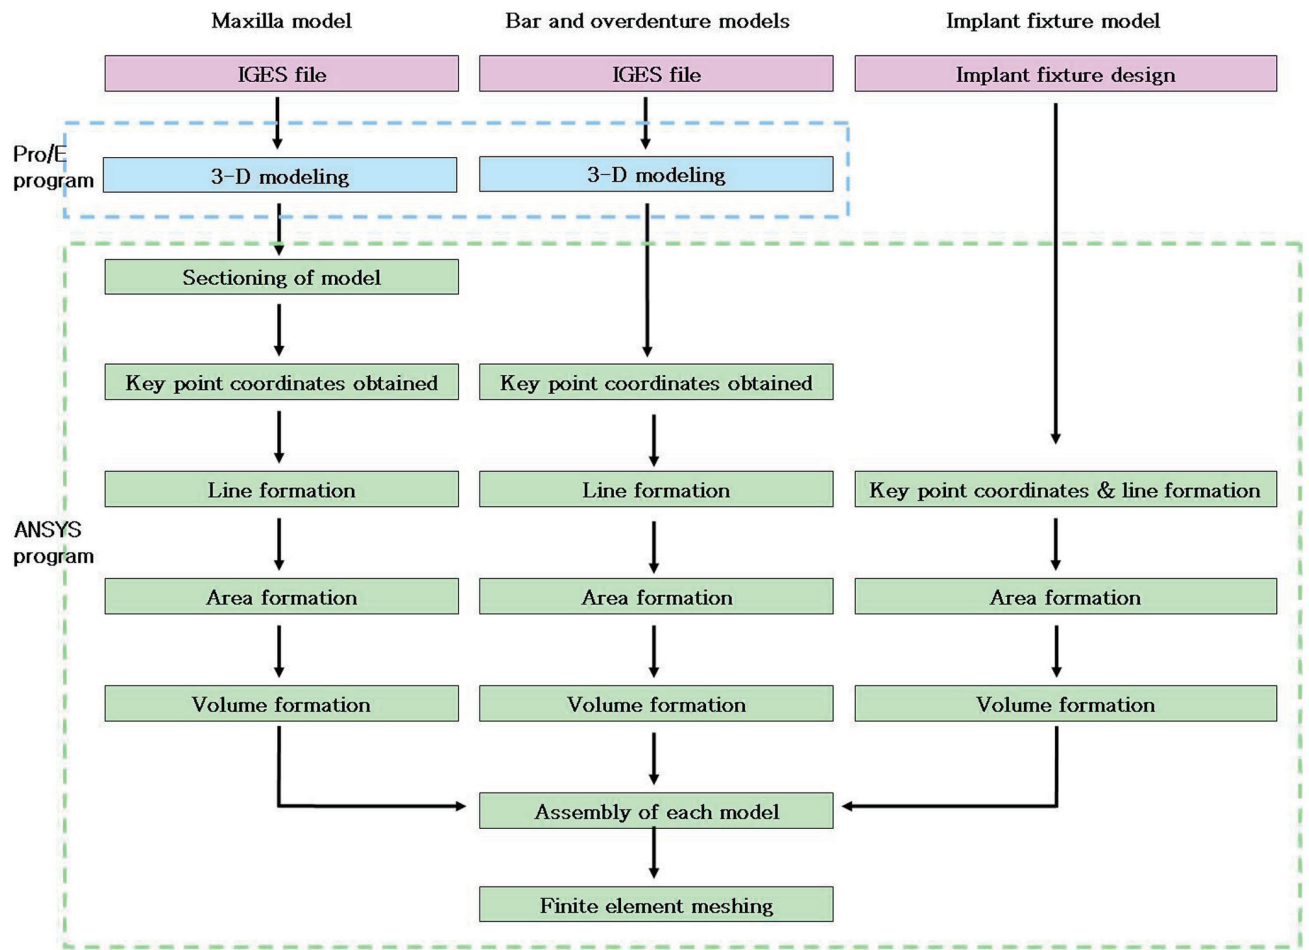 Maxilla model
Bar and overdenture models
Implant fixture model
IGES file
IGES file
Implant fixture design
Pro/E
program
3-D modeling
3-D modeling
Sectioning of model
Key point coordinates obtained
Key point coordinates obtained
Line formation
Line formation
Key point coordinates & line formation
ANSYS
program
Area formation
Area formation
Area formation
Volume formation
Volume formation
Volume formation
Assembly of each model
Finite element meshing